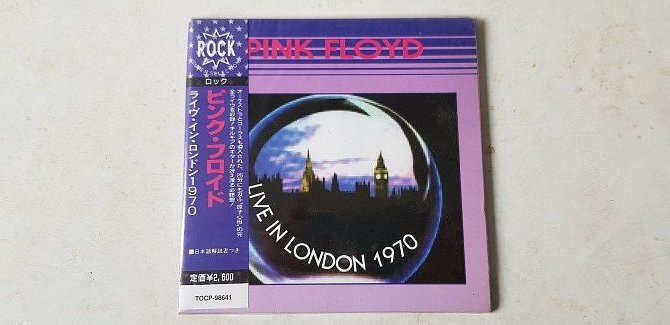 ROCK
ロック
ピンク・フロイド
ライヴ・イン・ロンドン1970
■日本語解説書つき
定価¥2,600
TOCP-98641
PINK FLOYD
LIVE IN LONDON 1970